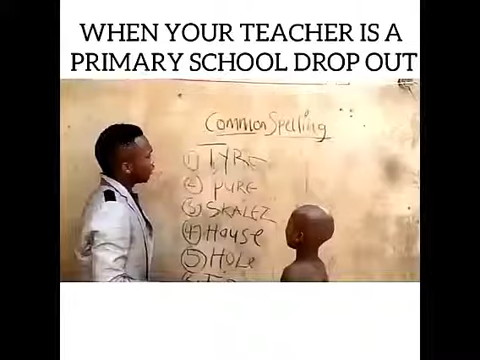 WHEN YOUR TEACHER IS A
PRIMARY SCHOOL DROP OUT
Common Spelling
① TYRE
② PURE
③ SKALEZ
④ House
⑤ HOLE